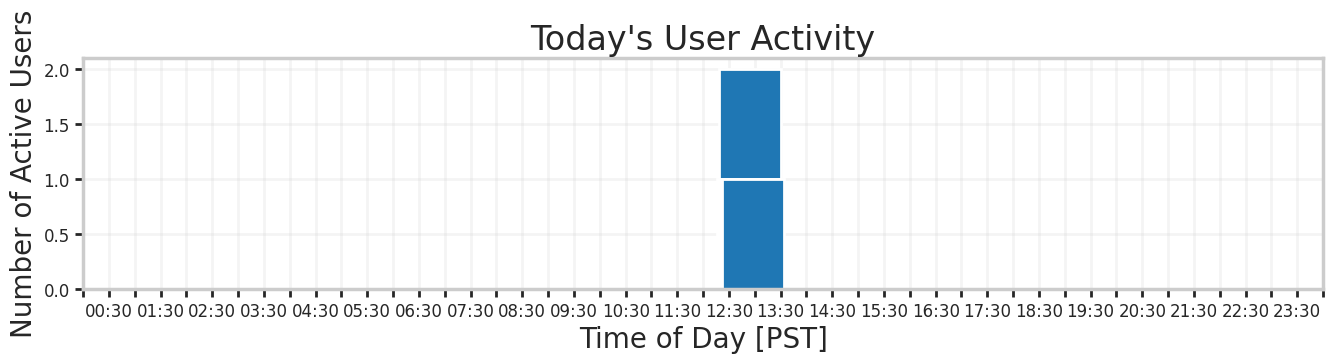 Today's User Activity
Number of Active Users
2.0
1.5
1.0
0.5
0.0
00:30 01:30 02:30 03:30 04:30 05:30 06:30 07:30 08:30 09:30 10:30 11:30 12:30 13:30 14:30 15:30 16:30 17:30 18:30 19:30 20:30 21:30 22:30 23:30
Time of Day [PST]